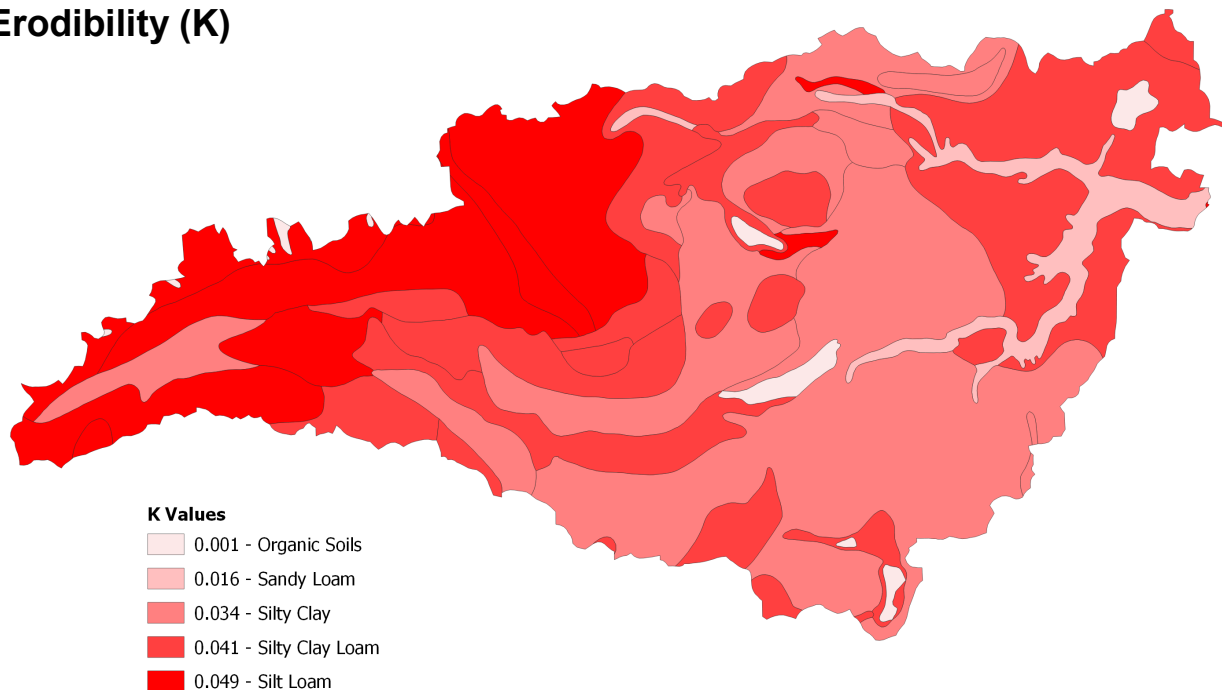 Erodibility (K)
K Values
0.001 - Organic Soils
0.016 - Sandy Loam
0.034 - Silty Clay
0.041 - Silty Clay Loam
0.049 - Silt Loam